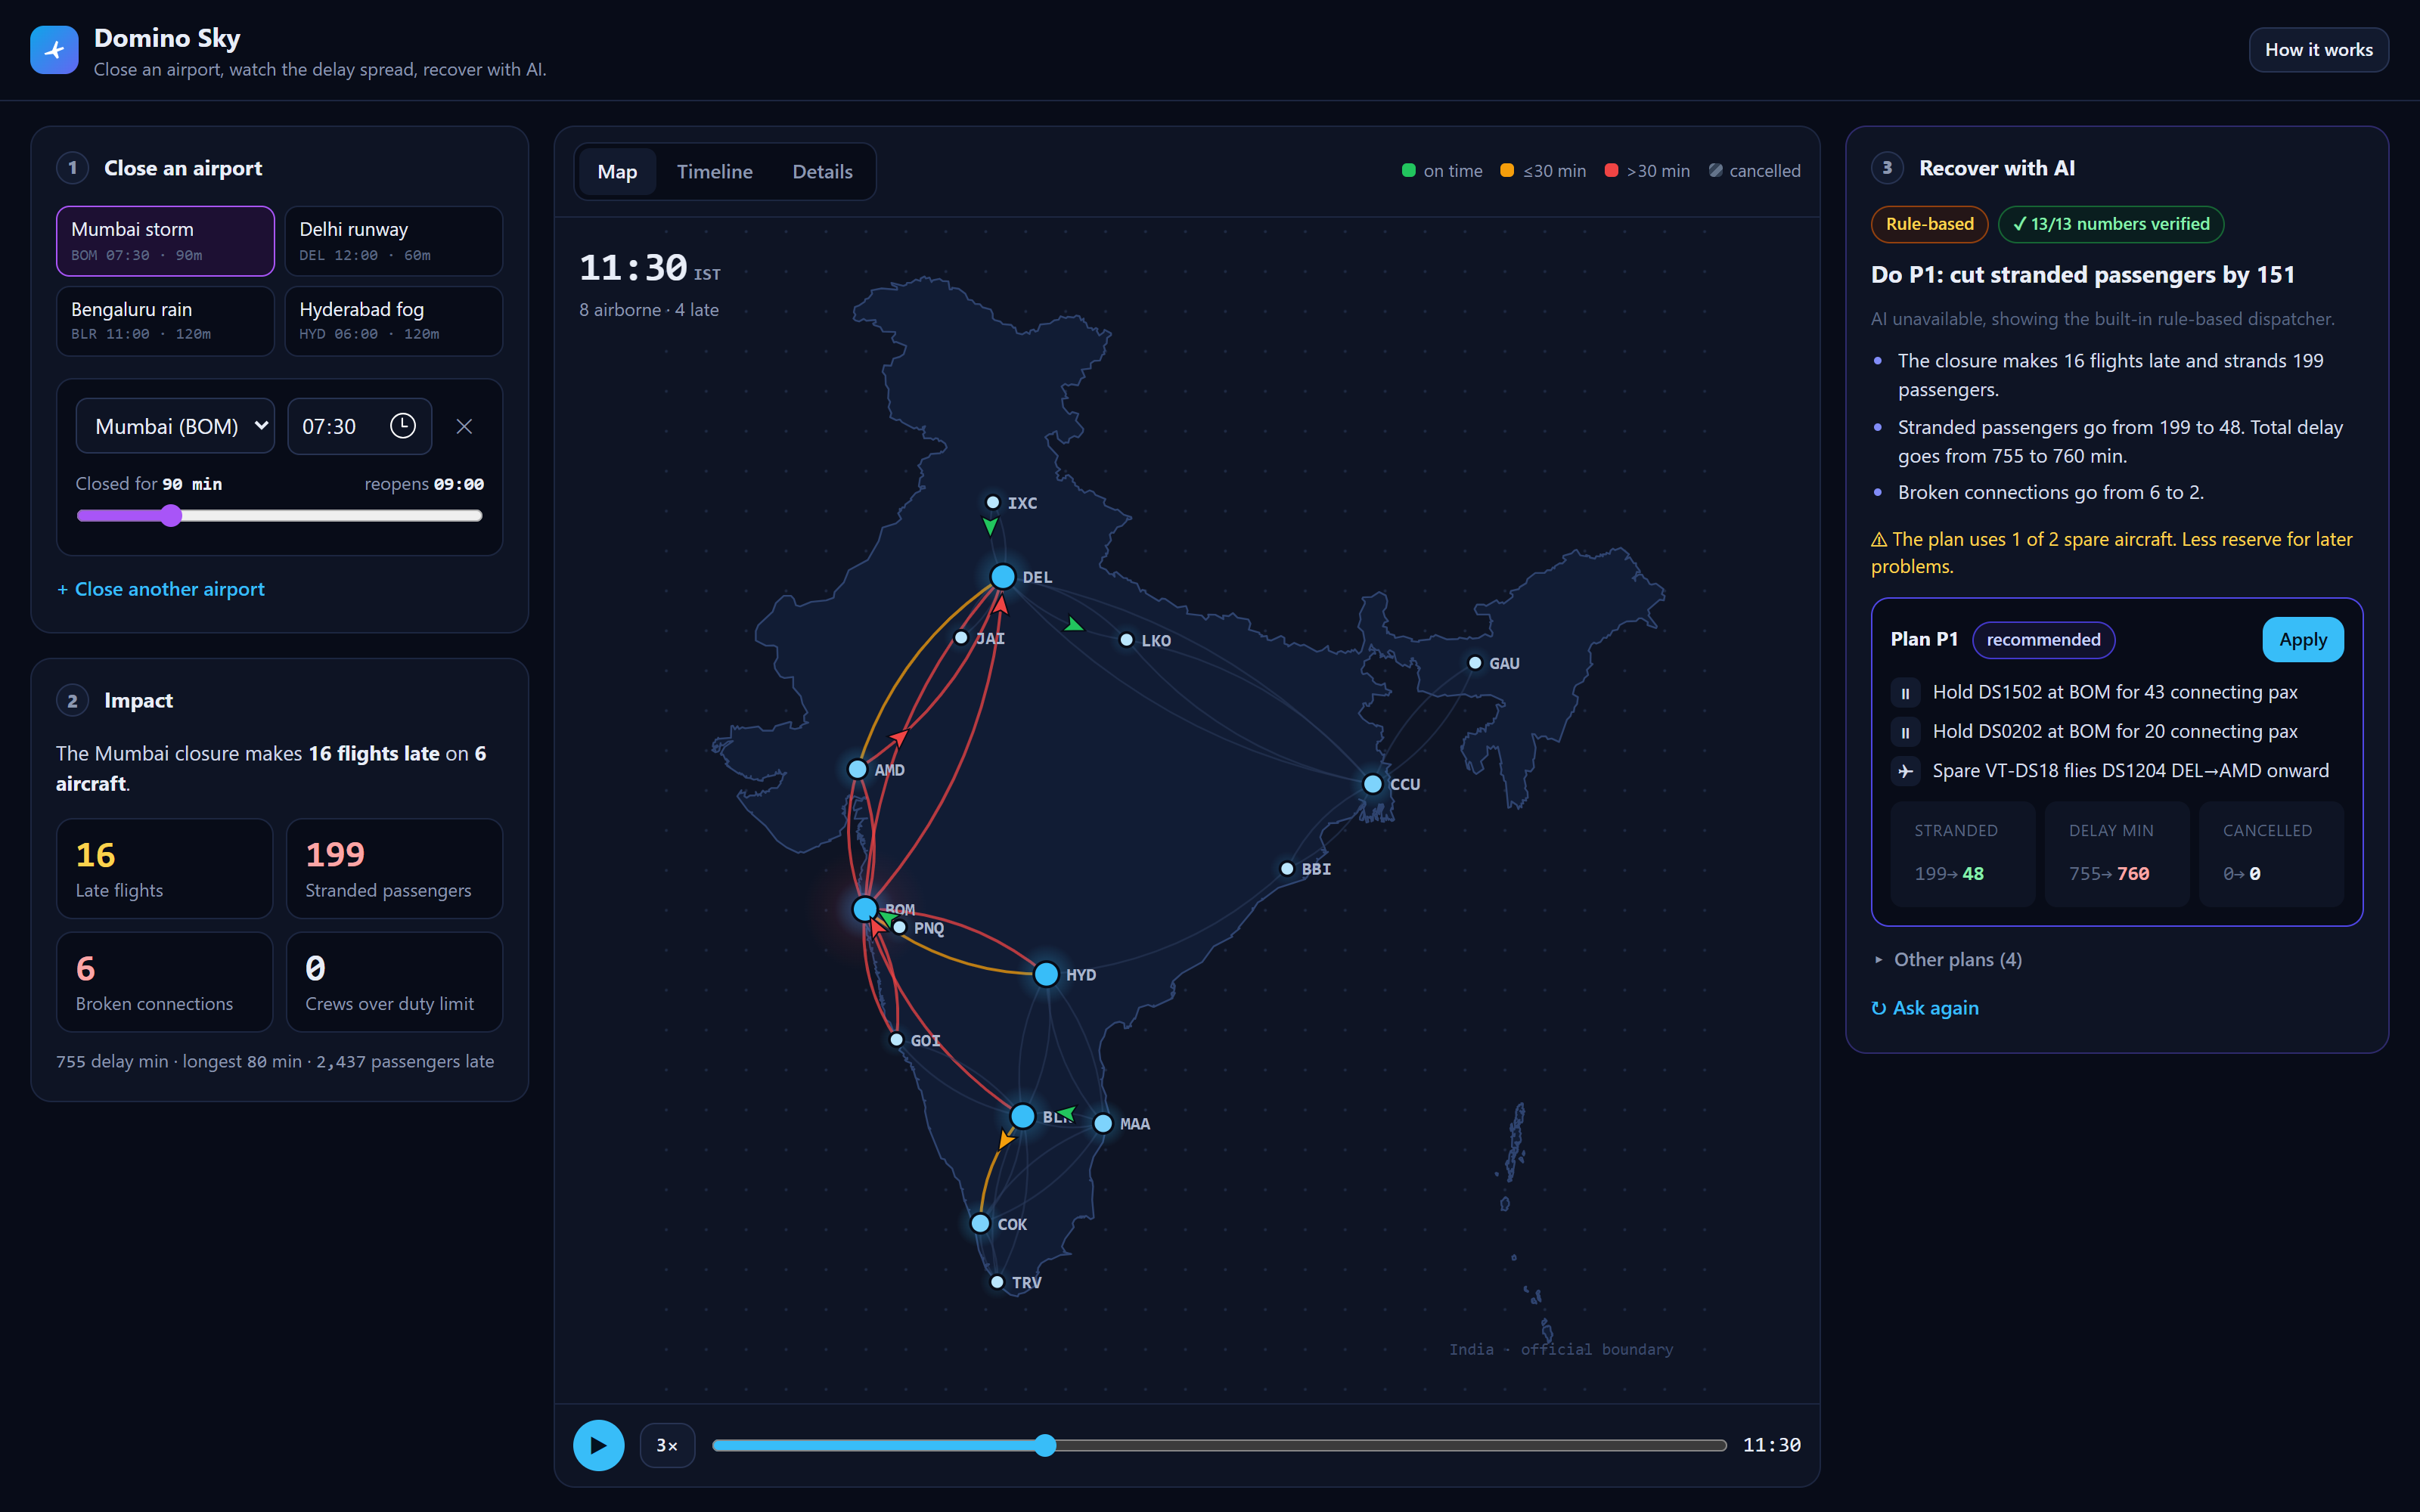 Domino Sky
Close an airport, watch the delay spread, recover with AI.
How it works
1 Close an airport
Mumbai storm
BOM 07:30 · 90m
Delhi runway
DEL 12:00 · 60m
Bengaluru rain
BLR 11:00 · 120m
Hyderabad fog
HYD 06:00 · 120m
Mumbai (BOM)
07:30
Closed for 90 min
reopens 09:00
+ Close another airport
2 Impact
The Mumbai closure makes 16 flights late on 6
aircraft.
16
Late flights
199
Stranded passengers
6
Broken connections
0
Crews over duty limit
755 delay min · longest 80 min · 2,437 passengers late
Map
Timeline
Details
on time
≤30 min
>30 min
cancelled
11:30 IST
8 airborne · 4 late
IXC
DEL
JAI
LKO
GAU
AMD
CCU
BBI
BOM
PNQ
HYD
GOI
BLR
MAA
COK
TRV
India · official boundary
3×
11:30
3 Recover with AI
Rule-based
✓ 13/13 numbers verified
Do P1: cut stranded passengers by 151
AI unavailable, showing the built-in rule-based dispatcher.
• The closure makes 16 flights late and strands 199
passengers.
• Stranded passengers go from 199 to 48. Total delay
goes from 755 to 760 min.
• Broken connections go from 6 to 2.
⚠ The plan uses 1 of 2 spare aircraft. Less reserve for later
problems.
Plan P1
recommended
Apply
Hold DS1502 at BOM for 43 connecting pax
Hold DS0202 at BOM for 20 connecting pax
Spare VT-DS18 flies DS1204 DEL→AMD onward
STRANDED
199→ 48
DELAY MIN
755→ 760
CANCELLED
0→ 0
▸ Other plans (4)
↻ Ask again